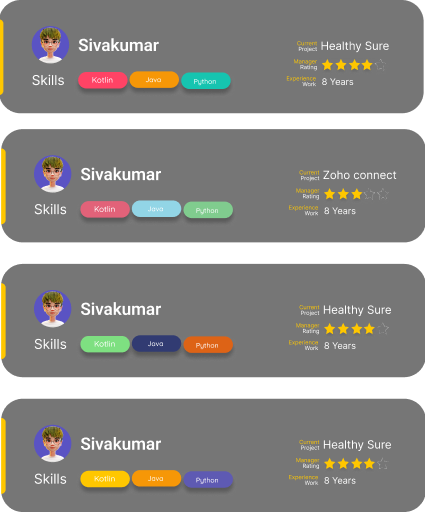 Sivakumar
Current Project Healthy Sure
Manager Rating
Skills Kotlin Java Python
Experience Work 8 Years
Sivakumar
Current Project Zoho connect
Manager Rating
Skills Kotlin Java Python
Experience Work 8 Years
Sivakumar
Current Project Healthy Sure
Manager Rating
Skills Kotlin Java Python
Experience Work 8 Years
Sivakumar
Current Project Healthy Sure
Manager Rating
Skills Kotlin Java Python
Experience Work 8 Years